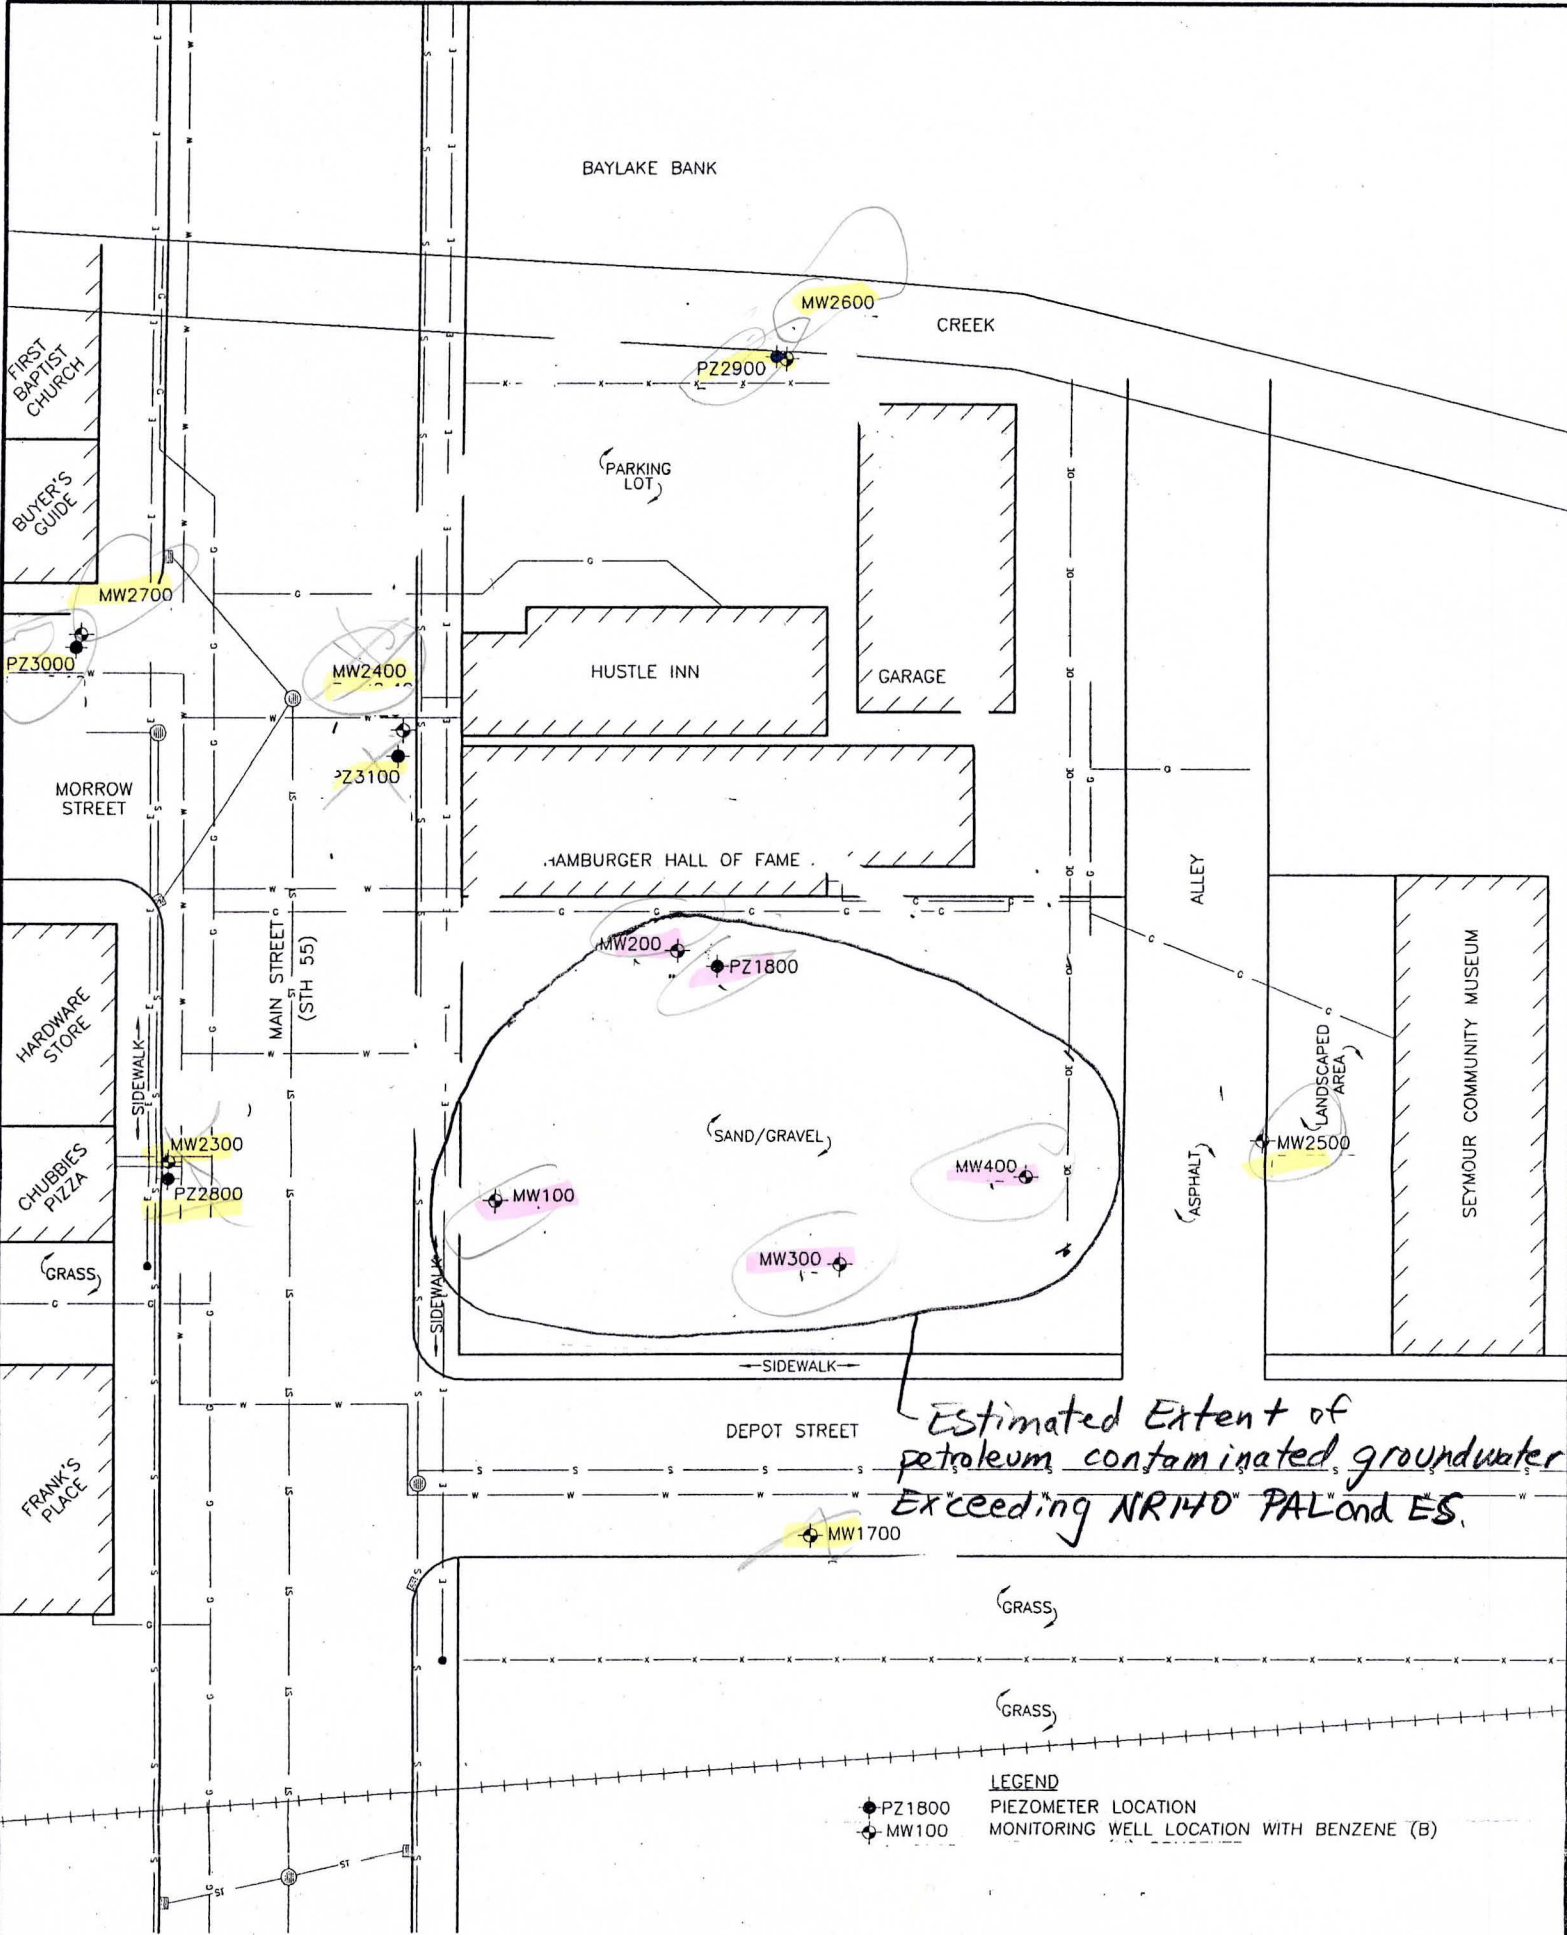 BAYLAKE BANK
MW2600
CREEK
PZ2900
FIRST
BAPTIST
CHURCH
PARKING
LOT
BUYER'S
GUIDE
MW2700
PZ3000
MW2400
HUSTLE INN
GARAGE
PZ3100
MORROW
STREET
HAMBURGER HALL OF FAME
ALLEY
MAIN STREET
(STH 55)
MW200
PZ1800
HARDWARE
STORE
SIDEWALK
LANDSCAPED
AREA
SEYMOUR COMMUNITY MUSEUM
SAND/GRAVEL
MW2300
MW2500
CHUBBIES
PIZZA
PZ2800
MW100
MW400
ASPHALT
MW300
GRASS
SIDEWALK
SIDEWALK
DEPOT STREET
Estimated Extent of
petroleum contaminated groundwater
Exceeding NR140 PAL and ES.
FRANK'S
PLACE
MW1700
GRASS
GRASS
LEGEND
PZ1800 PIEZOMETER LOCATION
MW100 MONITORING WELL LOCATION WITH BENZENE (B)